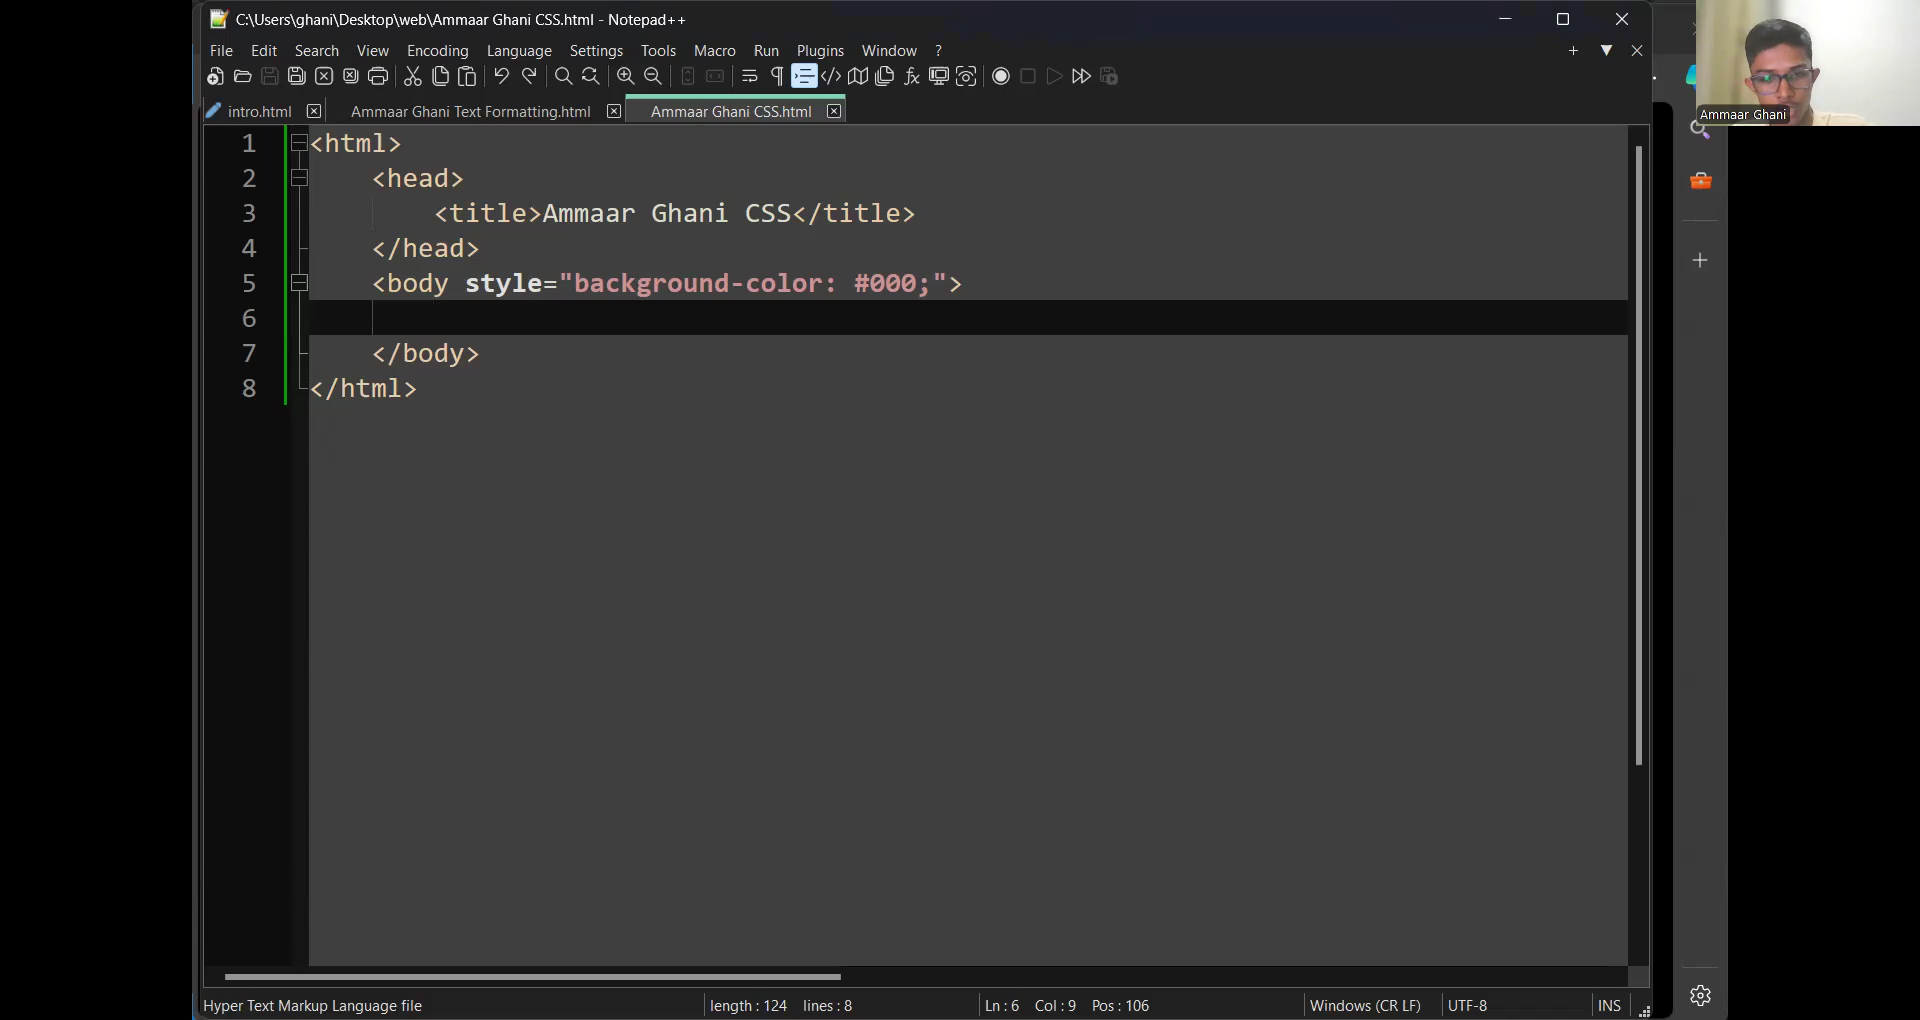 C:\Users\ghani\Desktop\web\Ammaar Ghani CSS.html - Notepad++
File Edit Search View Encoding Language Settings Tools Macro Run Plugins Window ?
intro.html Ammaar Ghani Text Formatting.html Ammaar Ghani CSS.html
Ammaar Ghani
1 <html>
2 <head>
3 <title>Ammaar Ghani CSS</title>
4 </head>
5 <body style="background-color: #000;">
6
7 </body>
8 </html>
Hyper Text Markup Language file length : 124 lines : 8 Ln : 6 Col : 9 Pos : 106 Windows (CR LF) UTF-8 INS